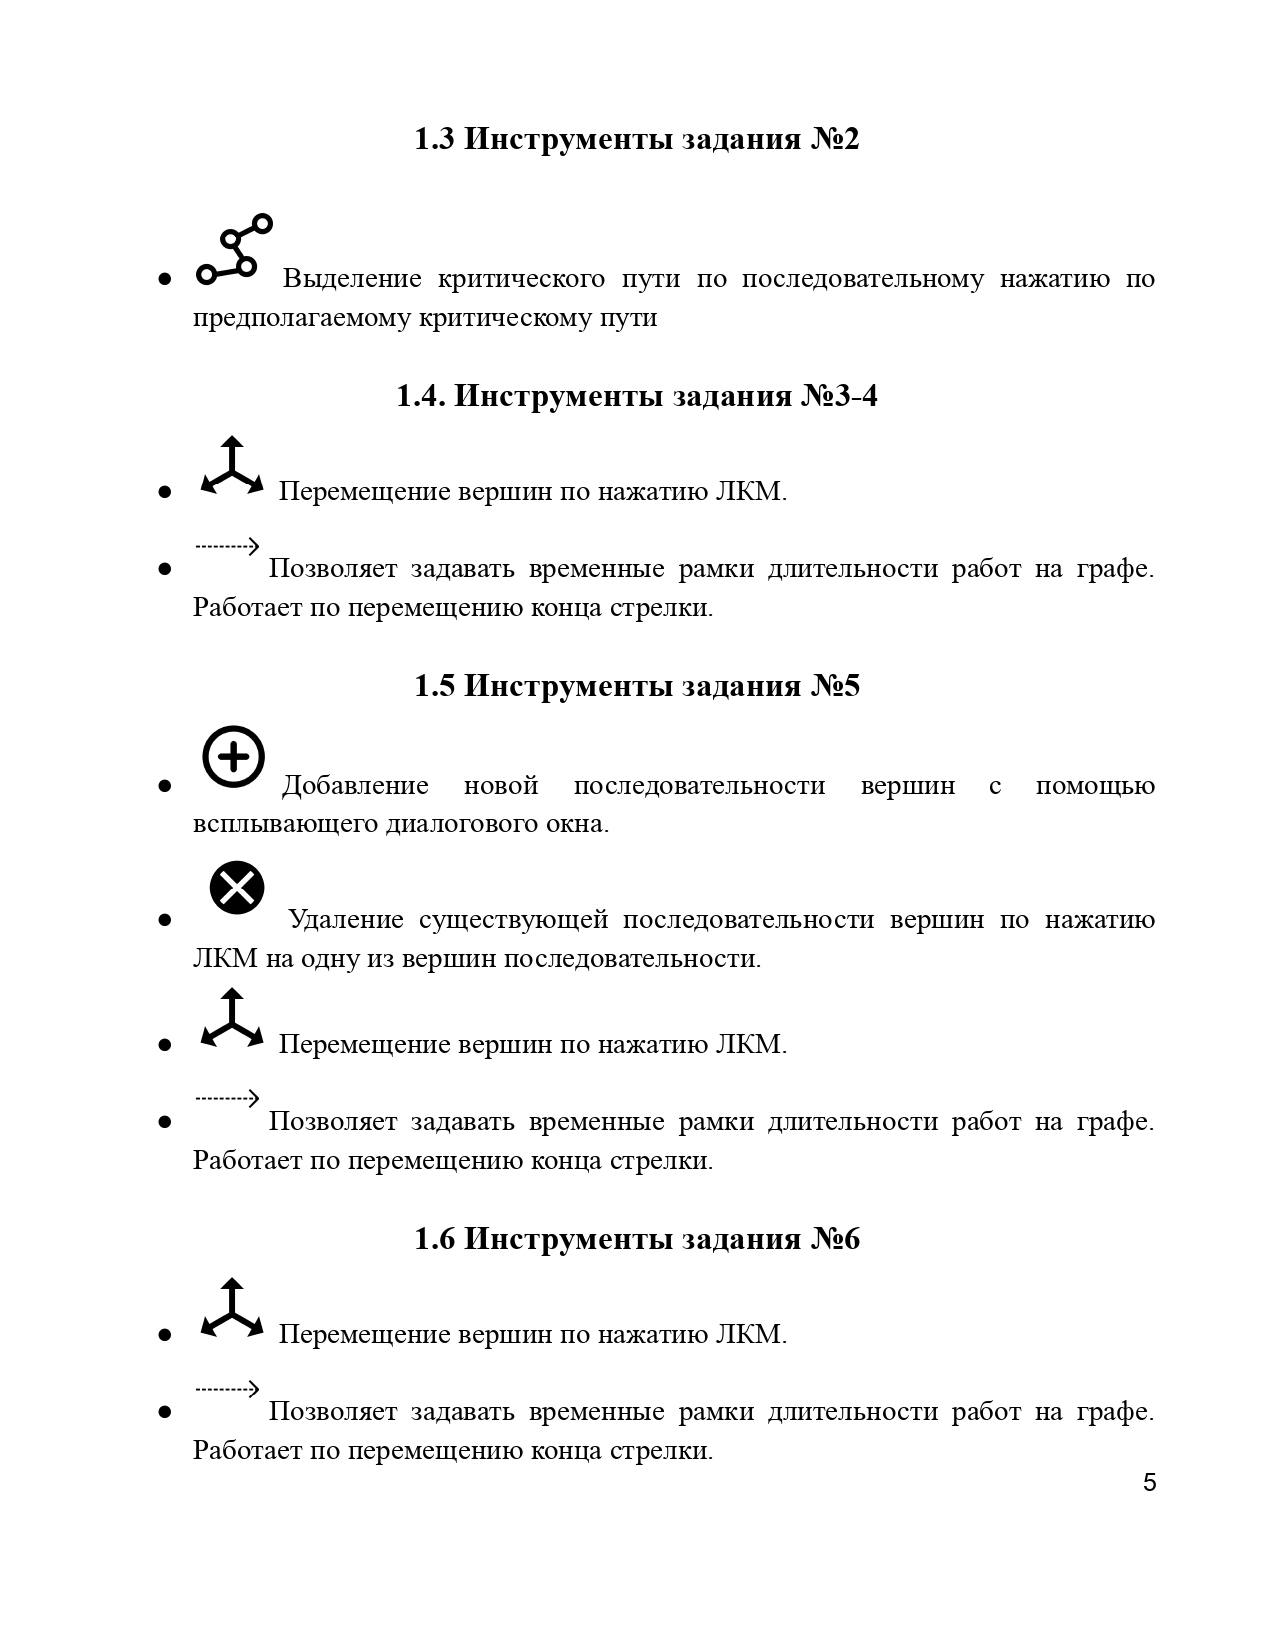 1.3 Инструменты задания №2
● Выделение критического пути по последовательному нажатию по
предполагаемому критическому пути
1.4. Инструменты задания №3-4
● Перемещение вершин по нажатию ЛКМ.
● Позволяет задавать временные рамки длительности работ на графе.
Работает по перемещению конца стрелки.
1.5 Инструменты задания №5
● Добавление новой последовательности вершин с помощью
всплывающего диалогового окна.
● Удаление существующей последовательности вершин по нажатию
ЛКМ на одну из вершин последовательности.
● Перемещение вершин по нажатию ЛКМ.
● Позволяет задавать временные рамки длительности работ на графе.
Работает по перемещению конца стрелки.
1.6 Инструменты задания №6
● Перемещение вершин по нажатию ЛКМ.
● Позволяет задавать временные рамки длительности работ на графе.
Работает по перемещению конца стрелки.
5